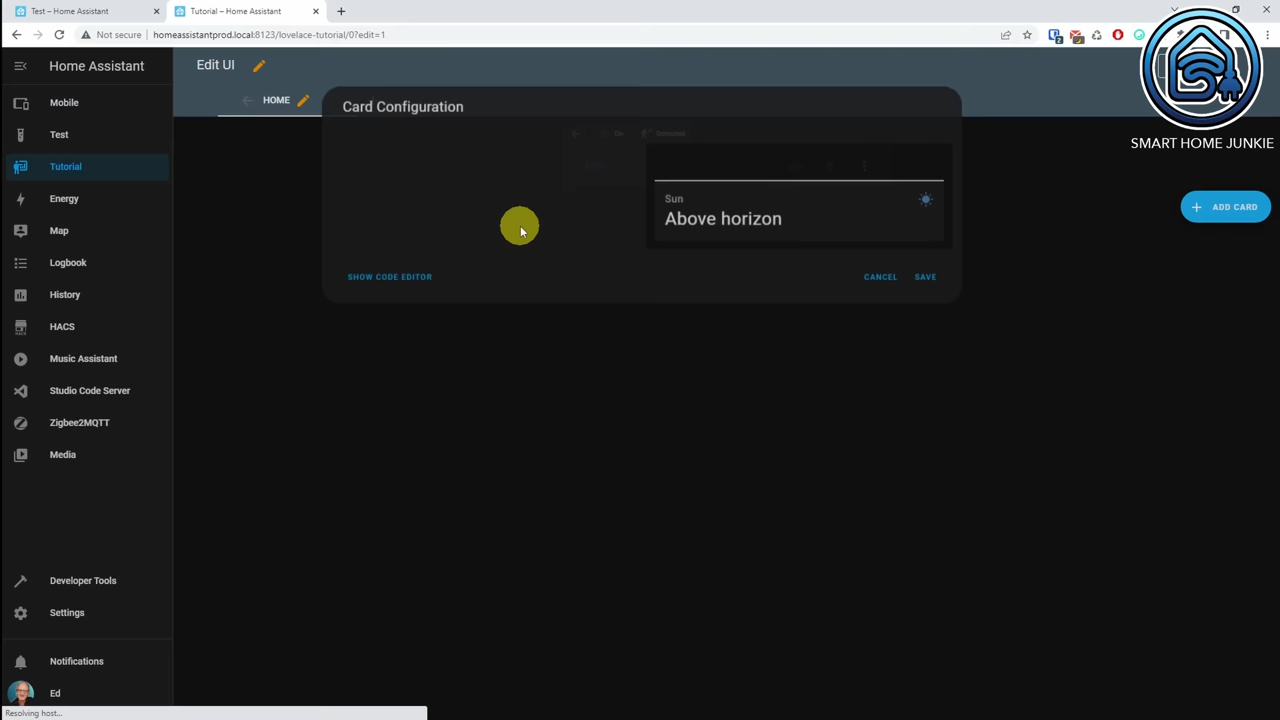 Test – Home Assistant
Tutorial – Home Assistant
Not secure
homeassistantprod.local:8123/lovelace-tutorial/0?edit=1
Home Assistant
Edit UI
HOME
SMART HOME JUNKIE
Mobile
Test
Tutorial
Energy
Map
Logbook
History
HACS
Music Assistant
Studio Code Server
Zigbee2MQTT
Media
Developer Tools
Settings
Notifications
Ed
Card Configuration
Sun
Above horizon
SHOW CODE EDITOR
CANCEL
SAVE
ADD CARD
Resolving host...